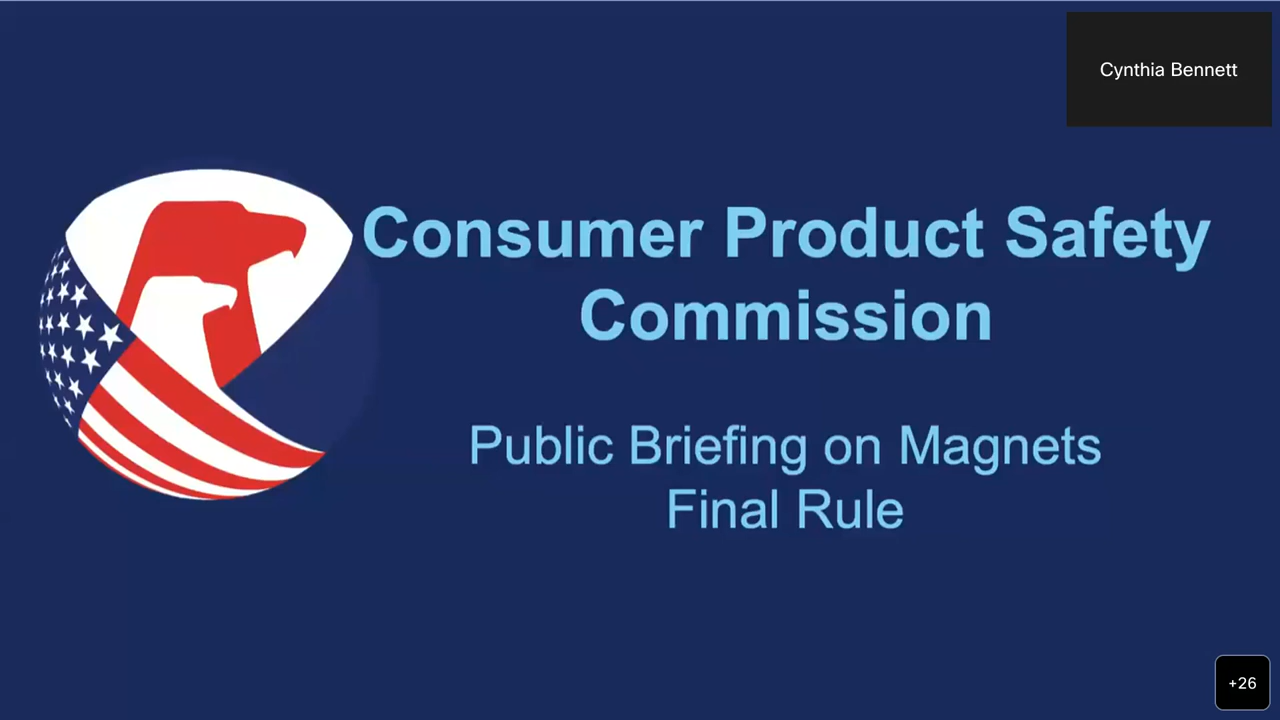 Cynthia Bennett
Consumer Product Safety
Commission
Public Briefing on Magnets
Final Rule
+26